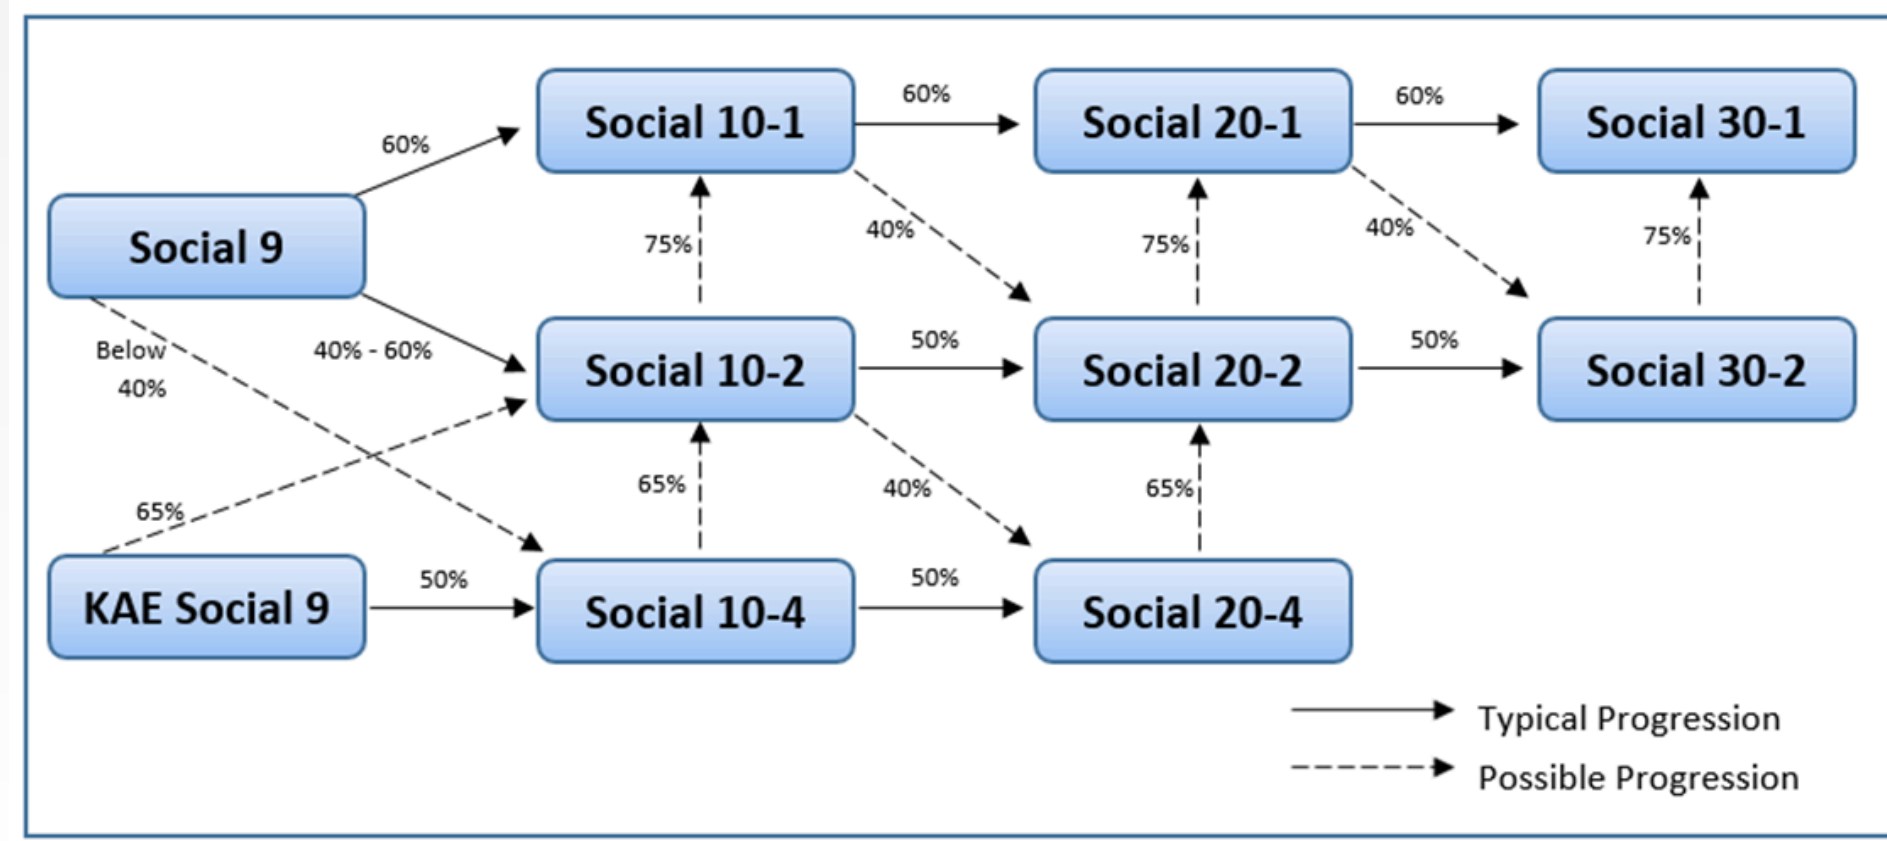 60%
Social 10-1
60%
Social 20-1
60%
Social 30-1
Social 9
75%
40%
75%
40%
75%
Below
40%
40% - 60%
Social 10-2
50%
Social 20-2
50%
Social 30-2
65%
65%
40%
65%
KAE Social 9
50%
Social 10-4
50%
Social 20-4
Typical Progression
Possible Progression